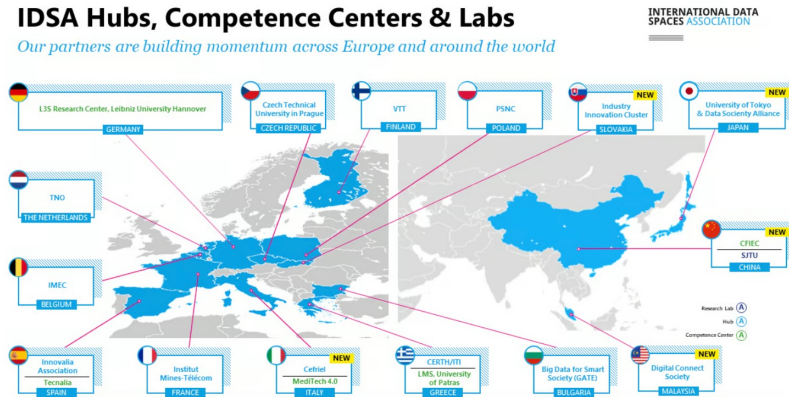 IDSA Hubs, Competence Centers & Labs
INTERNATIONAL DATA
SPACES ASSOCIATION
Our partners are building momentum across Europe and around the world
L3S Research Center, Leibniz University Hannover
GERMANY
Czech Technical
University in Prague
CZECH REPUBLIC
VTT
FINLAND
PSNC
POLAND
NEW
Industry
Innovation Cluster
SLOVAKIA
NEW
University of Tokyo
& Data Socienty Alliance
JAPAN
TNO
THE NETHERLANDS
NEW
CFIEC
SJTU
CHINA
IMEC
BELGIUM
Research Lab A
Hub A
Competence Center A
Innovalia
Association
Tecnalia
SPAIN
Institut
Mines-Télécom
FRANCE
NEW
Cefriel
MediTech 4.0
ITALY
CERTH/ITI
LMS, University
of Patras
GREECE
Big Data for Smart
Society (GATE)
BULGARIA
NEW
Digital Connect
Society
MALAYSIA